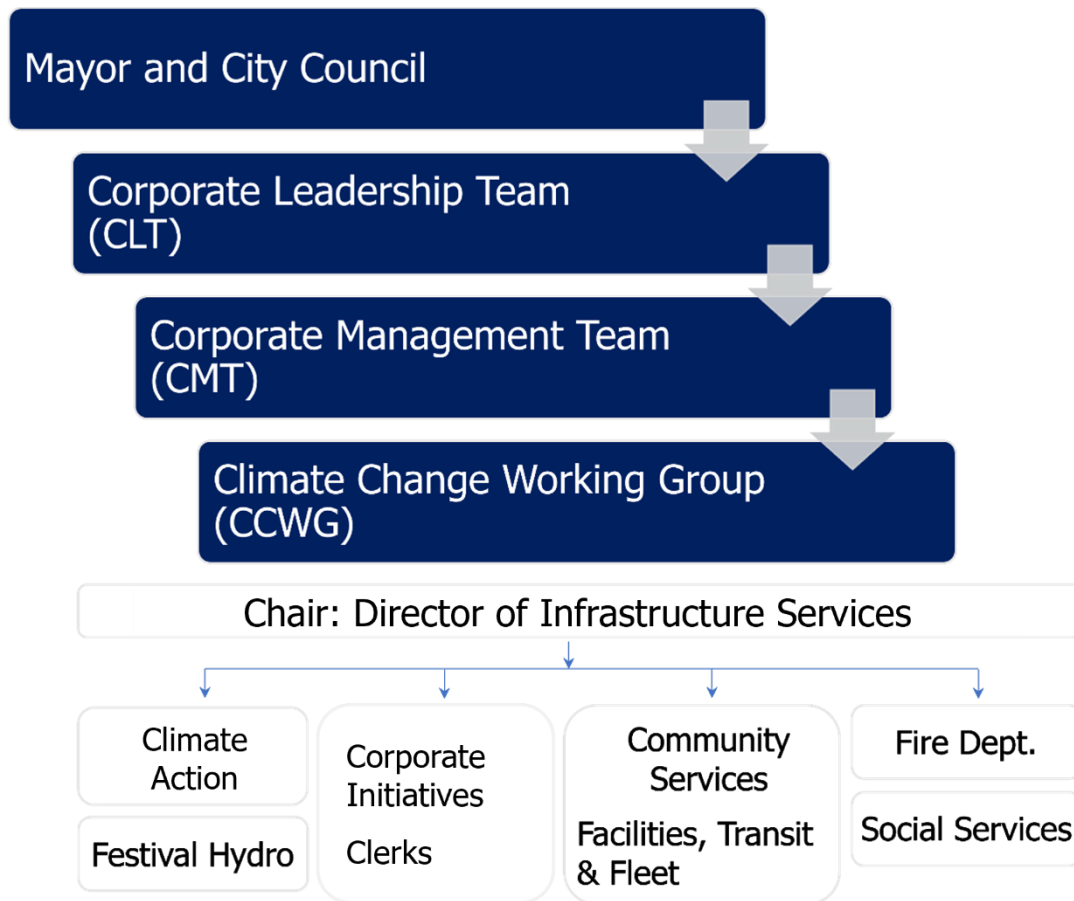 Mayor and City Council
Corporate Leadership Team
(CLT)
Corporate Management Team
(CMT)
Climate Change Working Group
(CCWG)
Chair: Director of Infrastructure Services
Climate
Action
Festival Hydro
Corporate
Initiatives
Clerks
Community
Services
Facilities, Transit
& Fleet
Fire Dept.
Social Services